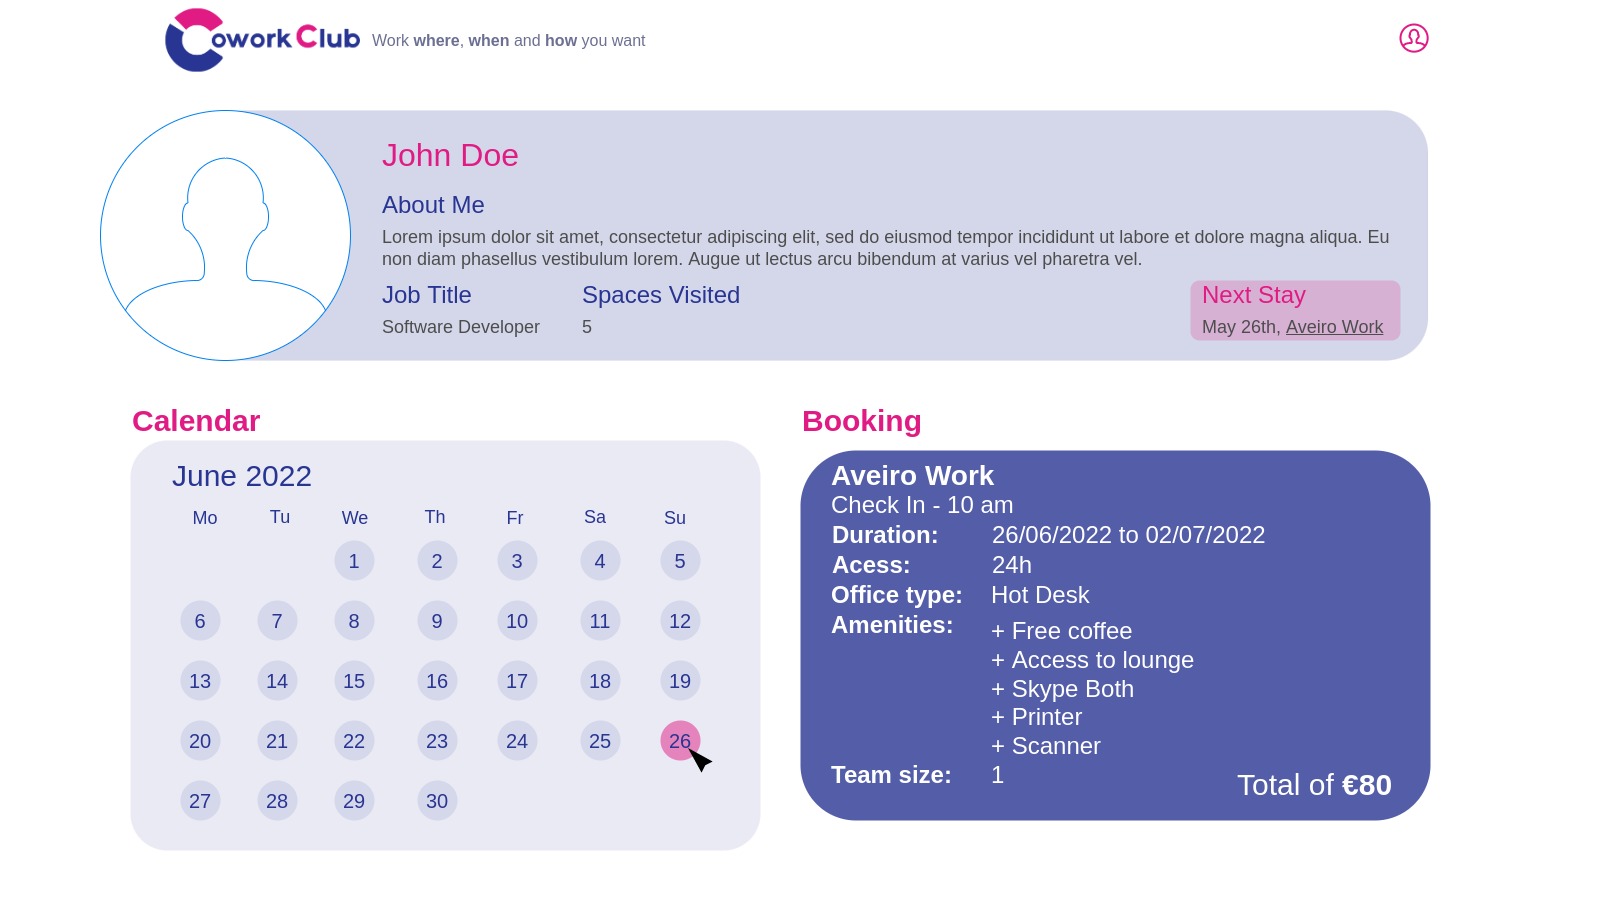 Cowork Club
Work where, when and how you want
John Doe
About Me
Lorem ipsum dolor sit amet, consectetur adipiscing elit, sed do eiusmod tempor incididunt ut labore et dolore magna aliqua. Eu
non diam phasellus vestibulum lorem. Augue ut lectus arcu bibendum at varius vel pharetra vel.
Job Title Spaces Visited Next Stay
Software Developer 5 May 26th, Aveiro Work
Calendar
June 2022
Mo Tu We Th Fr Sa Su
1 2 3 4 5
6 7 8 9 10 11 12
13 14 15 16 17 18 19
20 21 22 23 24 25 26
27 28 29 30
Booking
Aveiro Work
Check In - 10 am
Duration: 26/06/2022 to 02/07/2022
Acess: 24h
Office type: Hot Desk
Amenities: + Free coffee
+ Access to lounge
+ Skype Both
+ Printer
+ Scanner
Team size: 1
Total of €80